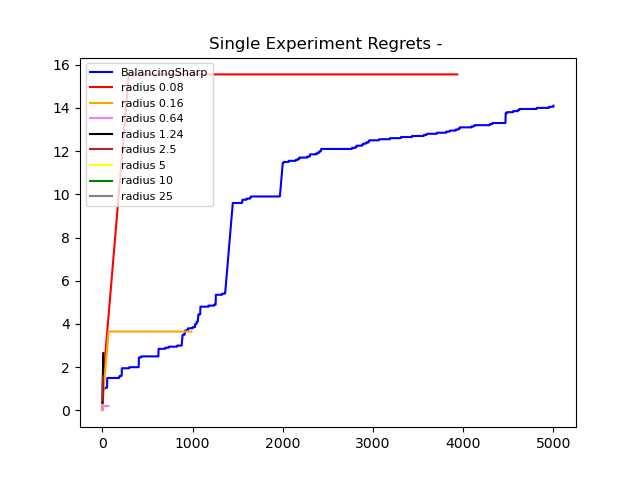 Single Experiment Regrets -
16
14
12
10
8
6
4
2
0
BalancingSharp
radius 0.08
radius 0.16
radius 0.64
radius 1.24
radius 2.5
radius 5
radius 10
radius 25
0 1000 2000 3000 4000 5000